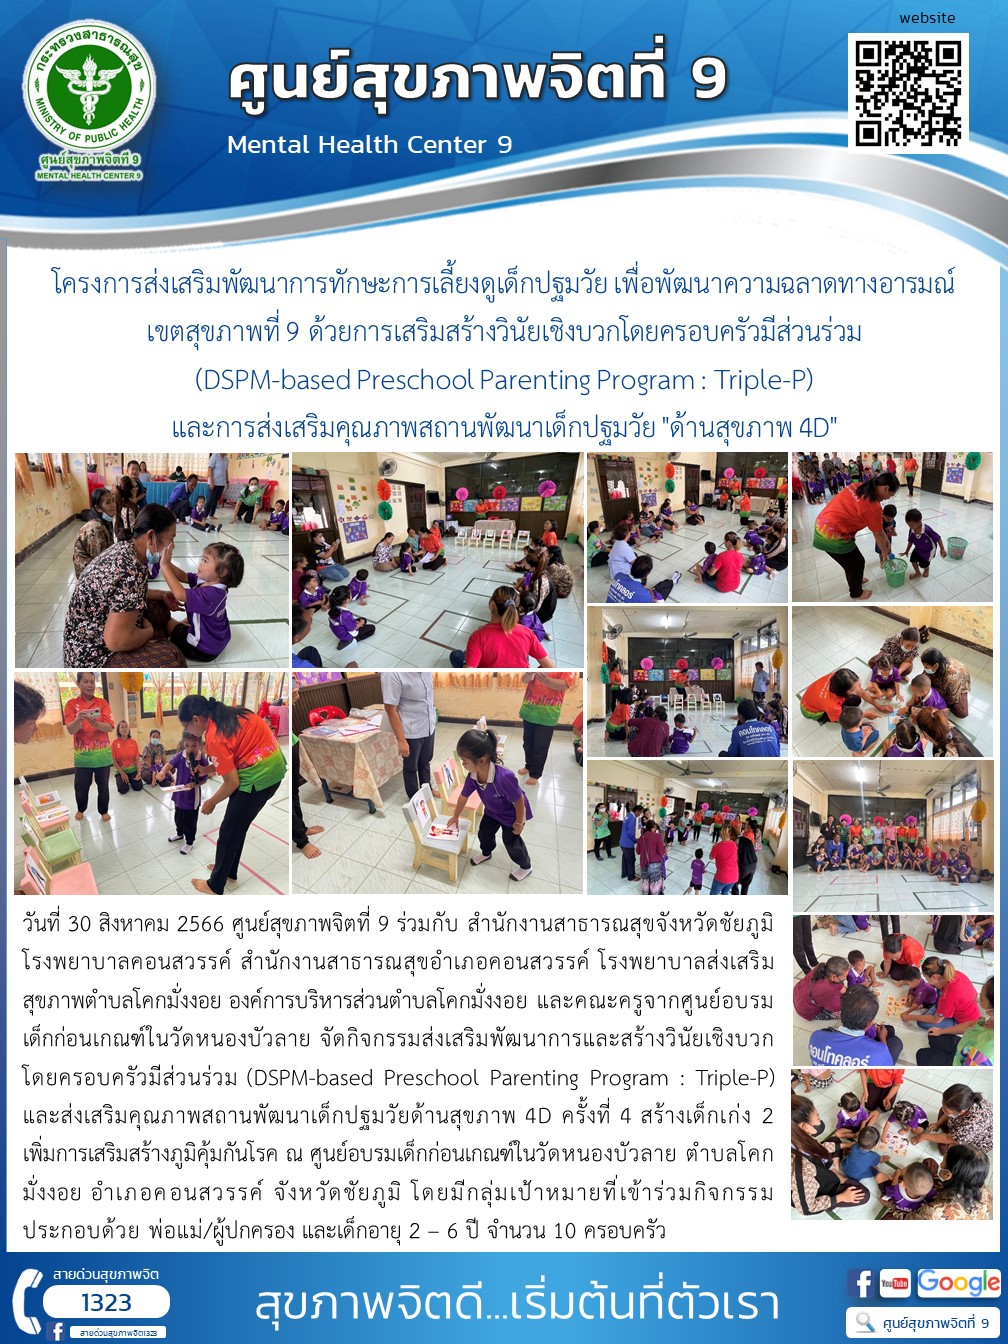 website
กระทรวงสาธารณสุข
MINISTRY OF PUBLIC HEALTH
ศูนย์สุขภาพจิตที่ 9
MENTAL HEALTH CENTER 9
ศูนย์สุขภาพจิตที่ 9
Mental Health Center 9
โครงการส่งเสริมพัฒนาการทักษะการเลี้ยงดูเด็กปฐมวัย เพื่อพัฒนาความฉลาดทางอารมณ์
เขตสุขภาพที่ 9 ด้วยการเสริมสร้างวินัยเชิงบวกโดยครอบครัวมีส่วนร่วม
(DSPM-based Preschool Parenting Program : Triple-P)
และการส่งเสริมคุณภาพสถานพัฒนาเด็กปฐมวัย "ด้านสุขภาพ 4D"
คอนโทคลอร์
คอนโทคลอร์
คอนโทคลอร์
วันที่ 30 สิงหาคม 2566 ศูนย์สุขภาพจิตที่ 9 ร่วมกับ สำนักงานสาธารณสุขจังหวัดชัยภูมิ
โรงพยาบาลคอนสวรรค์ สำนักงานสาธารณสุขอำเภอคอนสวรรค์ โรงพยาบาลส่งเสริม
สุขภาพตำบลโคกมั่งงอย องค์การบริหารส่วนตำบลโคกมั่งงอย และคณะครูจากศูนย์อบรม
เด็กก่อนเกณฑ์ในวัดหนองบัวลาย จัดกิจกรรมส่งเสริมพัฒนาการและสร้างวินัยเชิงบวก
โดยครอบครัวมีส่วนร่วม (DSPM-based Preschool Parenting Program : Triple-P)
และส่งเสริมคุณภาพสถานพัฒนาเด็กปฐมวัยด้านสุขภาพ 4D ครั้งที่ 4 สร้างเด็กเก่ง 2
เพิ่มการเสริมสร้างภูมิคุ้มกันโรค ณ ศูนย์อบรมเด็กก่อนเกณฑ์ในวัดหนองบัวลาย ตำบลโคก
มั่งงอย อำเภอคอนสวรรค์ จังหวัดชัยภูมิ โดยมีกลุ่มเป้าหมายที่เข้าร่วมกิจกรรม
ประกอบด้วย พ่อแม่/ผู้ปกครอง และเด็กอายุ 2 – 6 ปี จำนวน 10 ครอบครัว
สายด่วนสุขภาพจิต
1323
สายด่วนสุขภาพจิต1323
สุขภาพจิตดี...เริ่มต้นที่ตัวเรา
YouTube
Google
ศูนย์สุขภาพจิตที่ 9